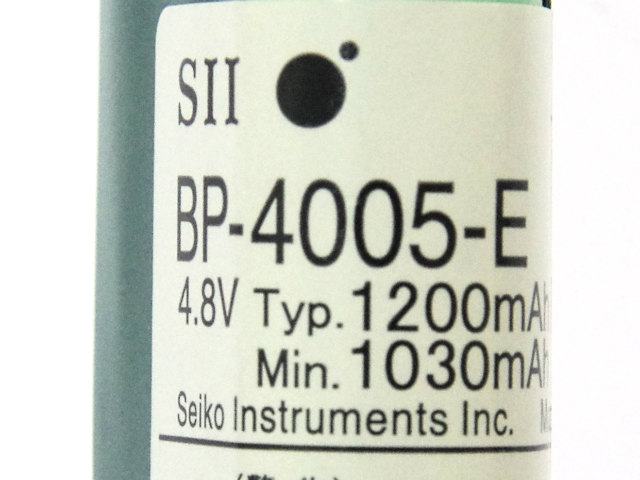 SII
BP-4005-E
4.8V Typ.1200mAh
Min.1030mAh
Seiko Instruments Inc.